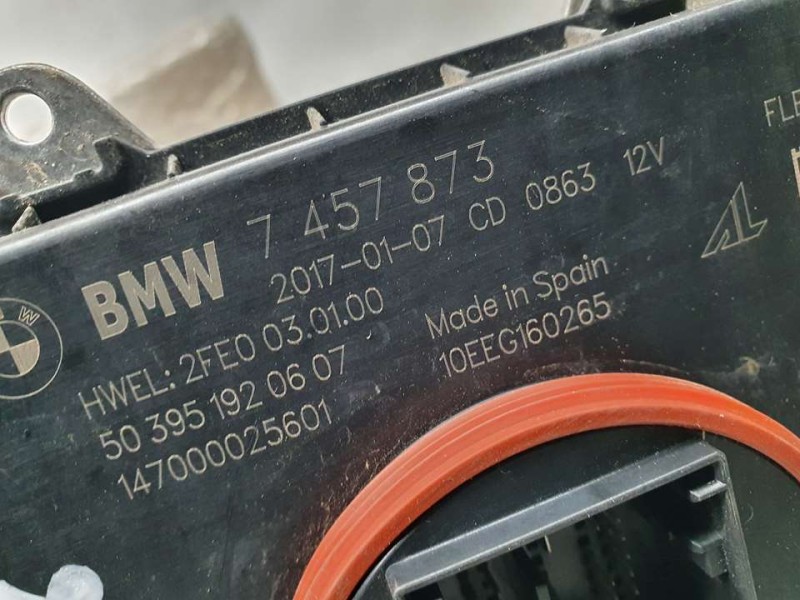 FLE
BMW 7 457 873
2017-01-07 CD 0863 12V
HWEL: 2FE0 03.01.00
Made in Spain
50 395 192 06 07
10EEG160265
147000025601
W